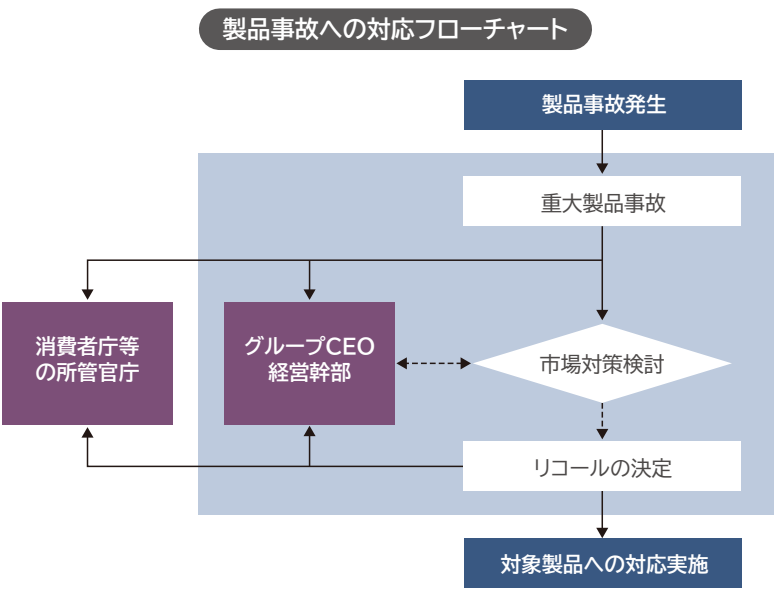 製品事故への対応フローチャート
製品事故発生
重大製品事故
消費者庁等
の所管官庁
グループCEO
経営幹部
市場対策検討
リコールの決定
対象製品への対応実施